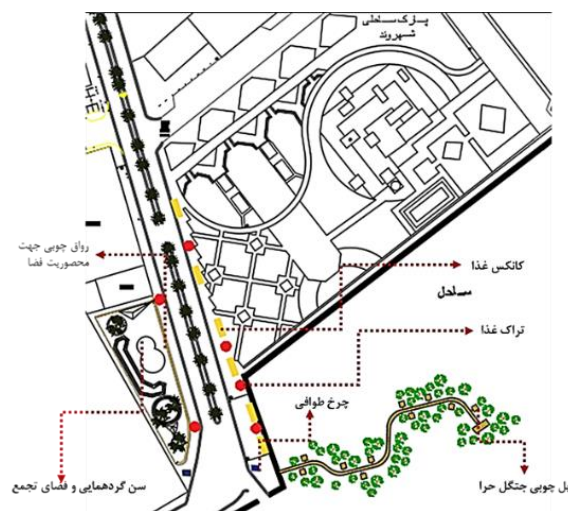 پارک ساحلی
شهروند
رواق چوبی جهت
محصوریت فضا
کانکس غذا
ساحل
تراک غذا
چرخ طوافی
سن گردهمایی و فضای تجمع
پل چوبی جنگل حرا